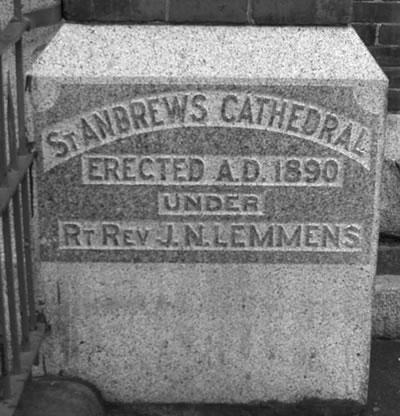 ST ANDREWS CATHEDRAL
ERECTED A.D. 1890
UNDER
RT REV J. N. LEMMENS